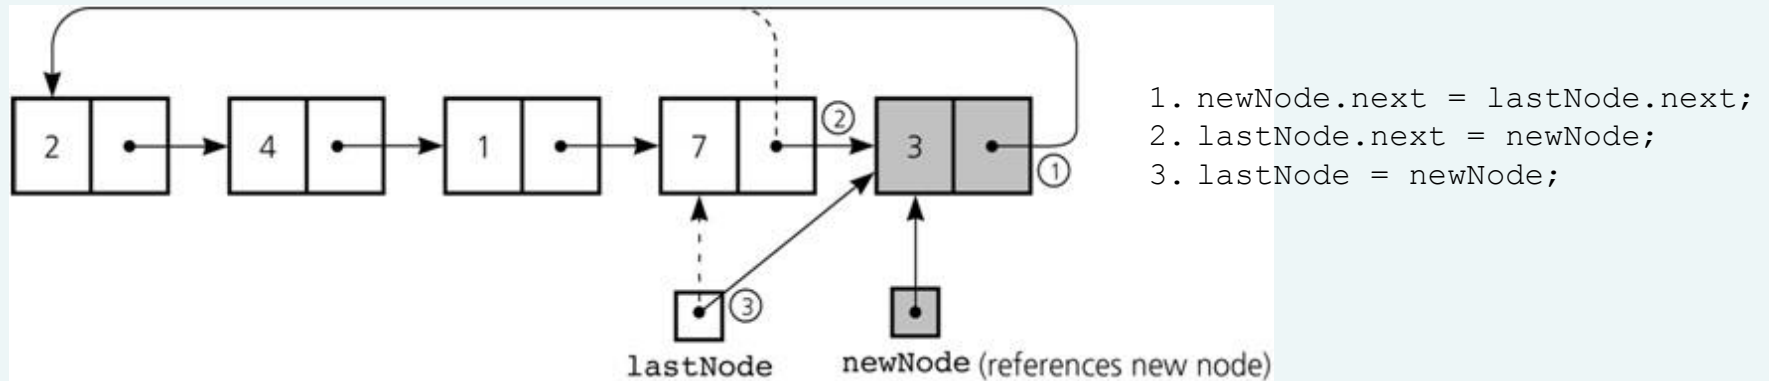 2 4 1 7 ② 3 ①
③
lastNode newNode (references new node)
1. newNode.next = lastNode.next;
2. lastNode.next = newNode;
3. lastNode = newNode;